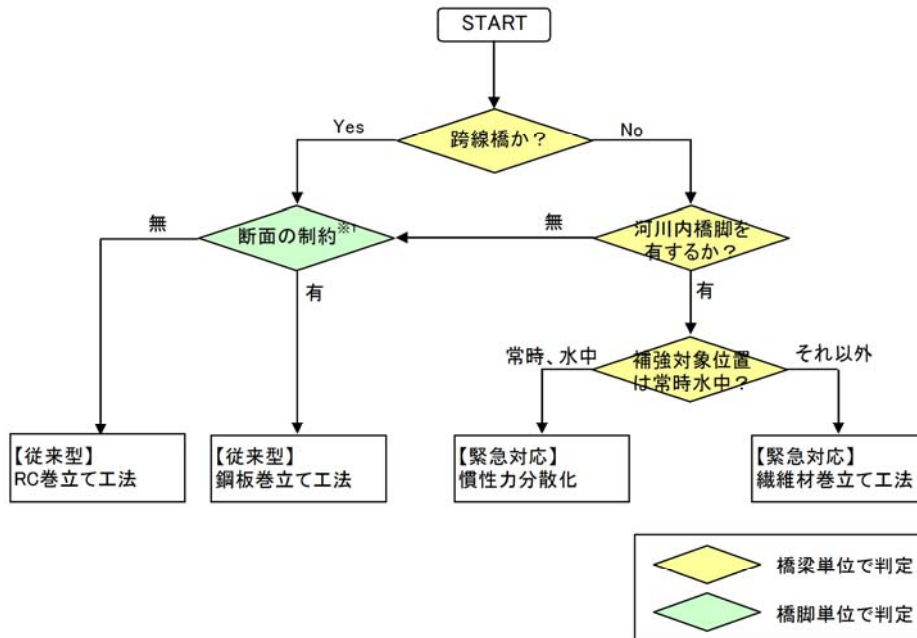 START
跨線橋か？
Yes
No
断面の制約※1
無
無
河川内橋脚を
有するか？
有
有
常時、水中
補強対象位置
は常時水中？
それ以外
【従来型】
RC巻立て工法
【従来型】
鋼板巻立て工法
【緊急対応】
慣性力分散化
【緊急対応】
繊維材巻立て工法
橋梁単位で判定
橋脚単位で判定